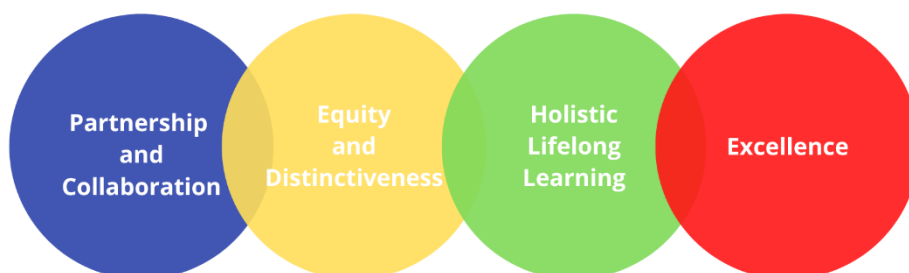 Partnership
and
Collaboration
Equity
and
Distinctiveness
Holistic
Lifelong
Learning
Excellence